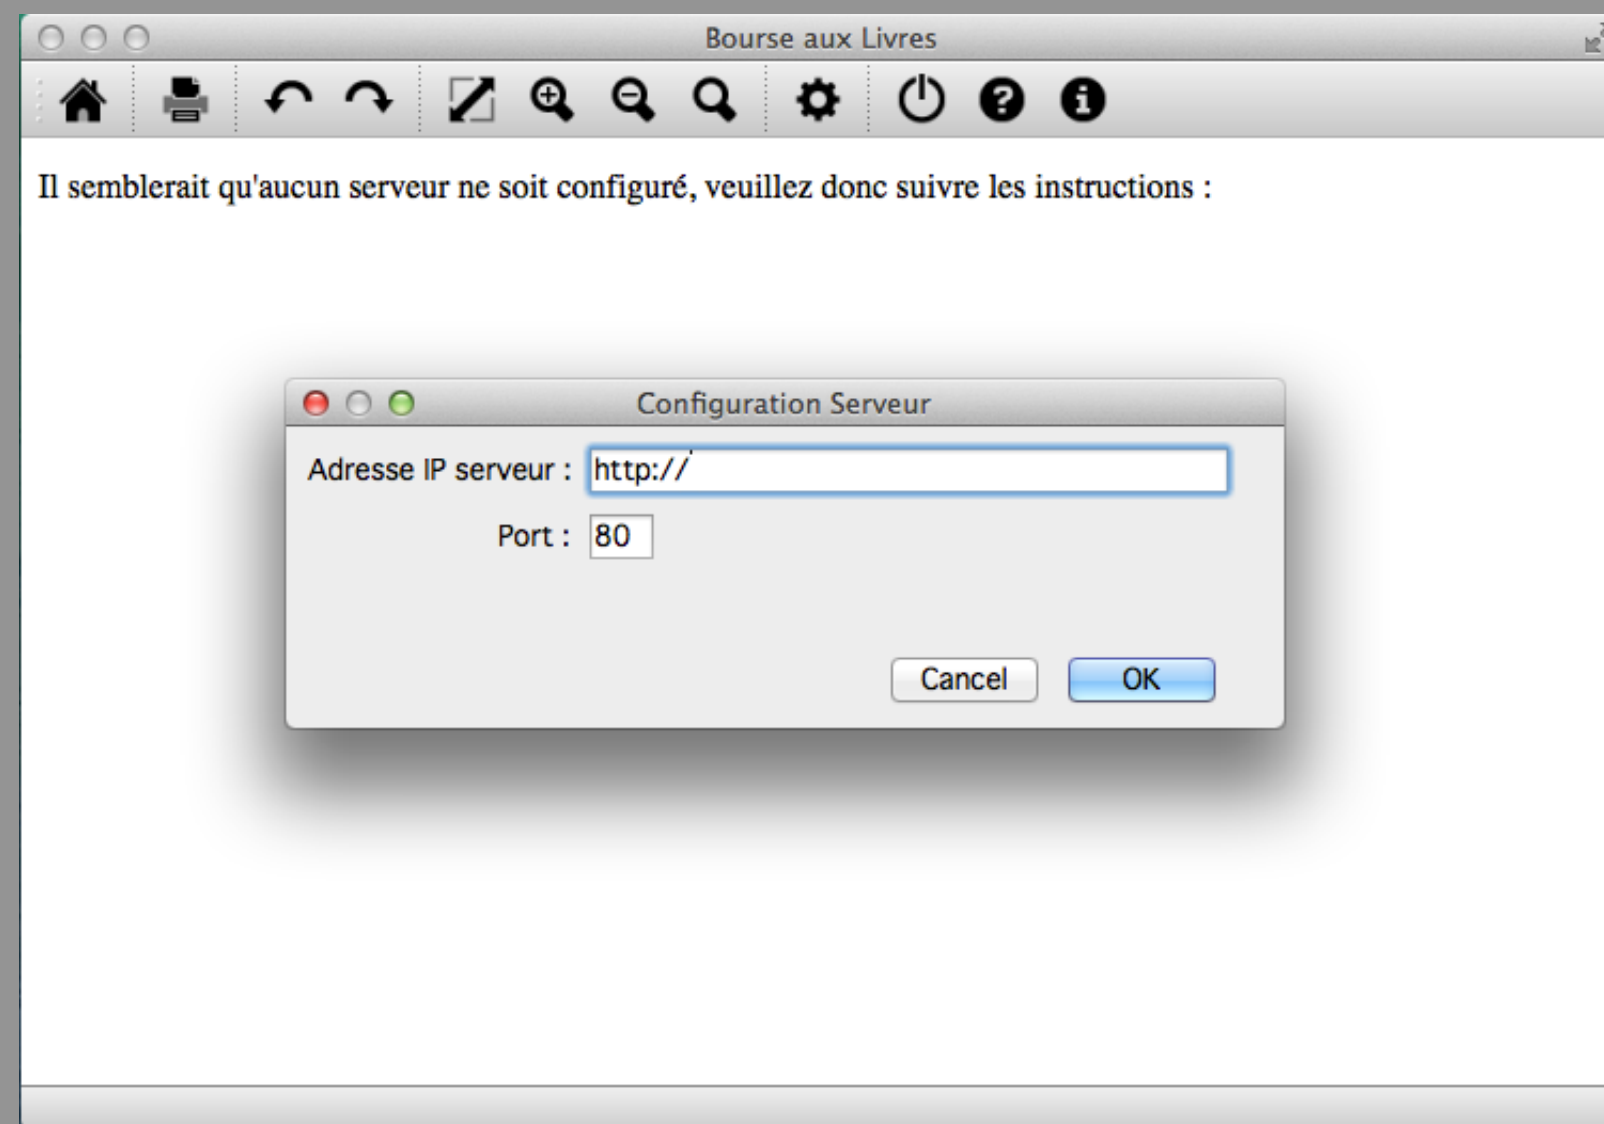 Bourse aux Livres
Il semblerait qu'aucun serveur ne soit configuré, veuillez donc suivre les instructions :
Configuration Serveur
Adresse IP serveur : http://
Port : 80
Cancel OK